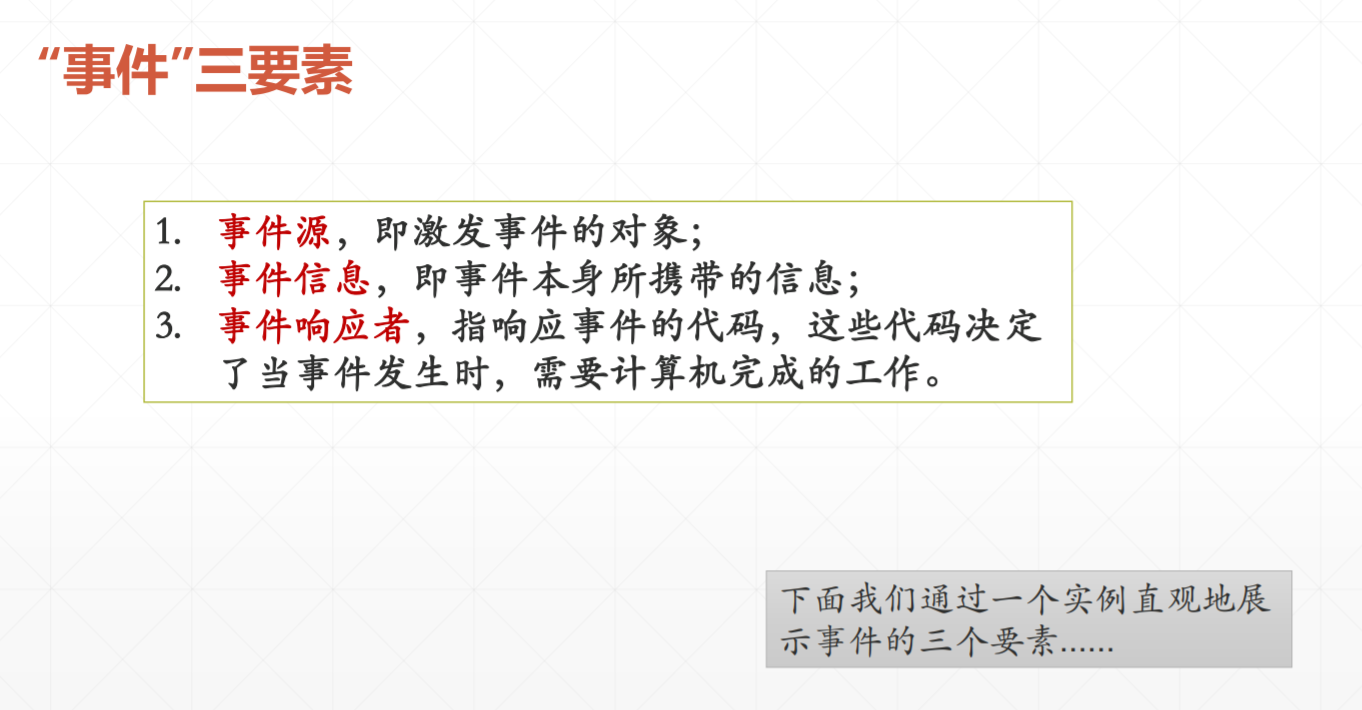 “事件”三要素
1. 事件源，即激发事件的对象；
2. 事件信息，即事件本身所携带的信息；
3. 事件响应者，指响应事件的代码，这些代码决定
了当事件发生时，需要计算机完成的工作。
下面我们通过一个实例直观地展
示事件的三个要素……